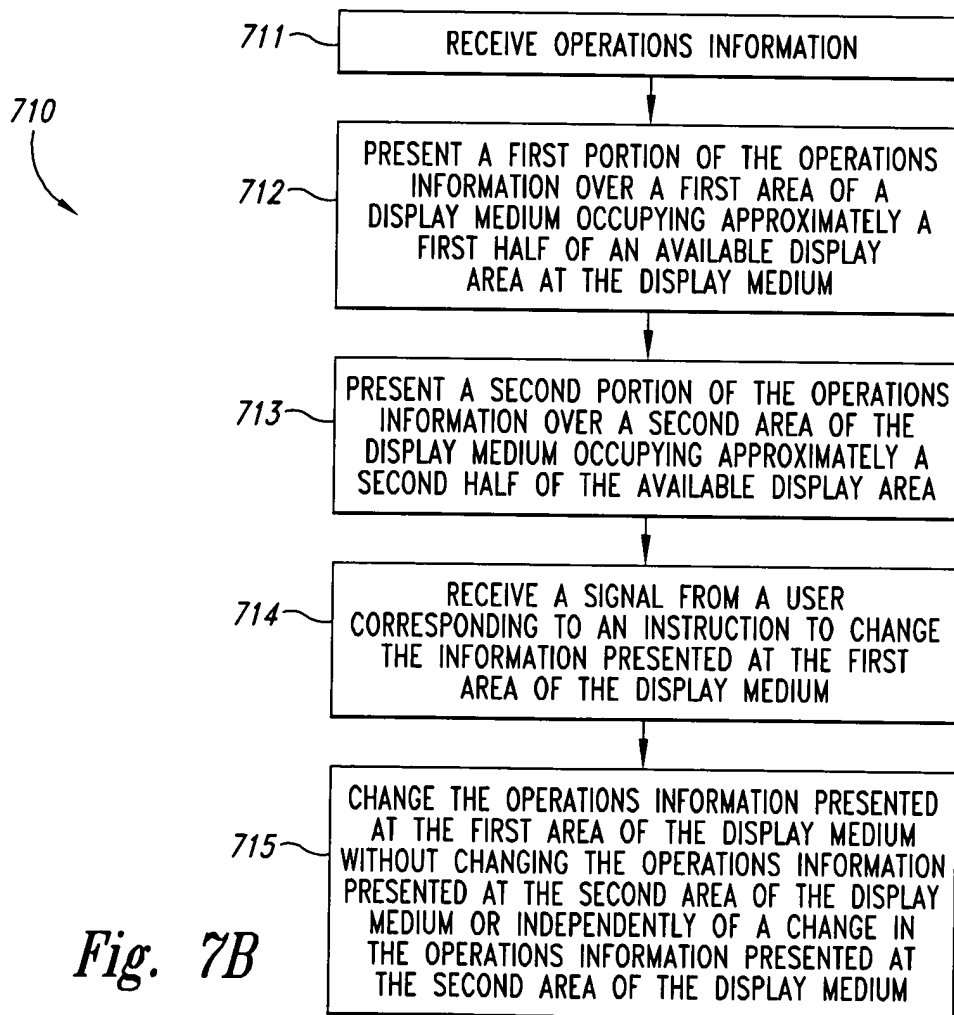 711
RECEIVE OPERATIONS INFORMATION
710
712
PRESENT A FIRST PORTION OF THE OPERATIONS
INFORMATION OVER A FIRST AREA OF A
DISPLAY MEDIUM OCCUPYING APPROXIMATELY A
FIRST HALF OF AN AVAILABLE DISPLAY
AREA AT THE DISPLAY MEDIUM
713
PRESENT A SECOND PORTION OF THE OPERATIONS
INFORMATION OVER A SECOND AREA OF THE
DISPLAY MEDIUM OCCUPYING APPROXIMATELY A
SECOND HALF OF THE AVAILABLE DISPLAY AREA
714
RECEIVE A SIGNAL FROM A USER
CORRESPONDING TO AN INSTRUCTION TO CHANGE
THE INFORMATION PRESENTED AT THE FIRST
AREA OF THE DISPLAY MEDIUM
715
CHANGE THE OPERATIONS INFORMATION PRESENTED
AT THE FIRST AREA OF THE DISPLAY MEDIUM
WITHOUT CHANGING THE OPERATIONS INFORMATION
PRESENTED AT THE SECOND AREA OF THE DISPLAY
MEDIUM OR INDEPENDENTLY OF A CHANGE IN
THE OPERATIONS INFORMATION PRESENTED AT
THE SECOND AREA OF THE DISPLAY MEDIUM
Fig. 7B